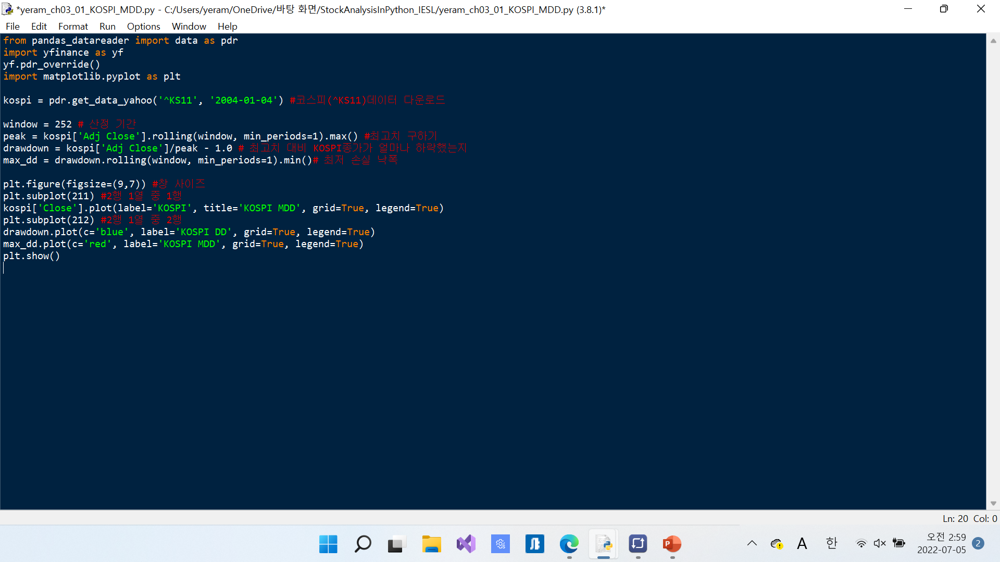 *yeram_ch03_01_KOSPI_MDD.py - C:/Users/yeram/OneDrive/바탕 화면/StockAnalysisInPython_IESL/yeram_ch03_01_KOSPI_MDD.py (3.8.1)*
File Edit Format Run Options Window Help
from pandas_datareader import data as pdr
import yfinance as yf
yf.pdr_override()
import matplotlib.pyplot as plt
kospi = pdr.get_data_yahoo('^KS11', '2004-01-04') #코스피(^KS11)데이터 다운로드
window = 252 # 산정 기간
peak = kospi['Adj Close'].rolling(window, min_periods=1).max() #최고치 구하기
drawdown = kospi['Adj Close']/peak - 1.0 # 최고치 대비 KOSPI종가가 얼마나 하락했는지
max_dd = drawdown.rolling(window, min_periods=1).min()# 최저 손실 낙폭
plt.figure(figsize=(9,7)) #창 사이즈
plt.subplot(211) #2행 1열 중 1행
kospi['Close'].plot(label='KOSPI', title='KOSPI MDD', grid=True, legend=True)
plt.subplot(212) #2행 1열 중 2행
drawdown.plot(c='blue', label='KOSPI DD', grid=True, legend=True)
max_dd.plot(c='red', label='KOSPI MDD', grid=True, legend=True)
plt.show()
Ln: 20 Col: 0
A 한 오전 2:59
2022-07-05 2